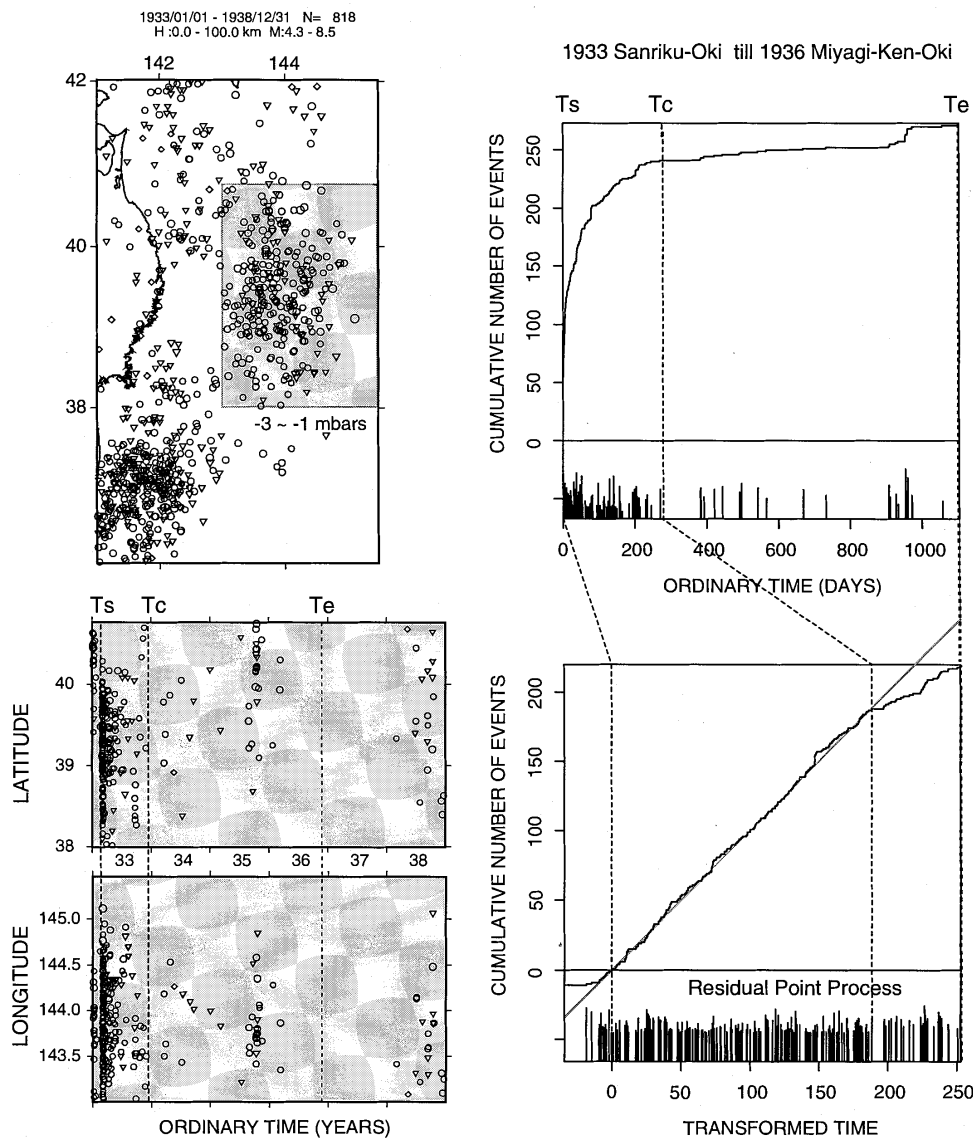 1933/01/01 - 1938/12/31 N= 818
H :0.0 - 100.0 km M:4.3 - 8.5
142 144
42
40
38
-3 ~ -1 mbars
Ts Tc Te
LATITUDE
40
39
38
33 34 35 36 37 38
LONGITUDE
145.0
144.5
144.0
143.5
ORDINARY TIME (YEARS)
1933 Sanriku-Oki till 1936 Miyagi-Ken-Oki
Ts Tc Te
CUMULATIVE NUMBER OF EVENTS
250
200
150
100
50
0
0 200 400 600 800 1000
ORDINARY TIME (DAYS)
CUMULATIVE NUMBER OF EVENTS
200
150
100
50
0
Residual Point Process
0 50 100 150 200 250
TRANSFORMED TIME